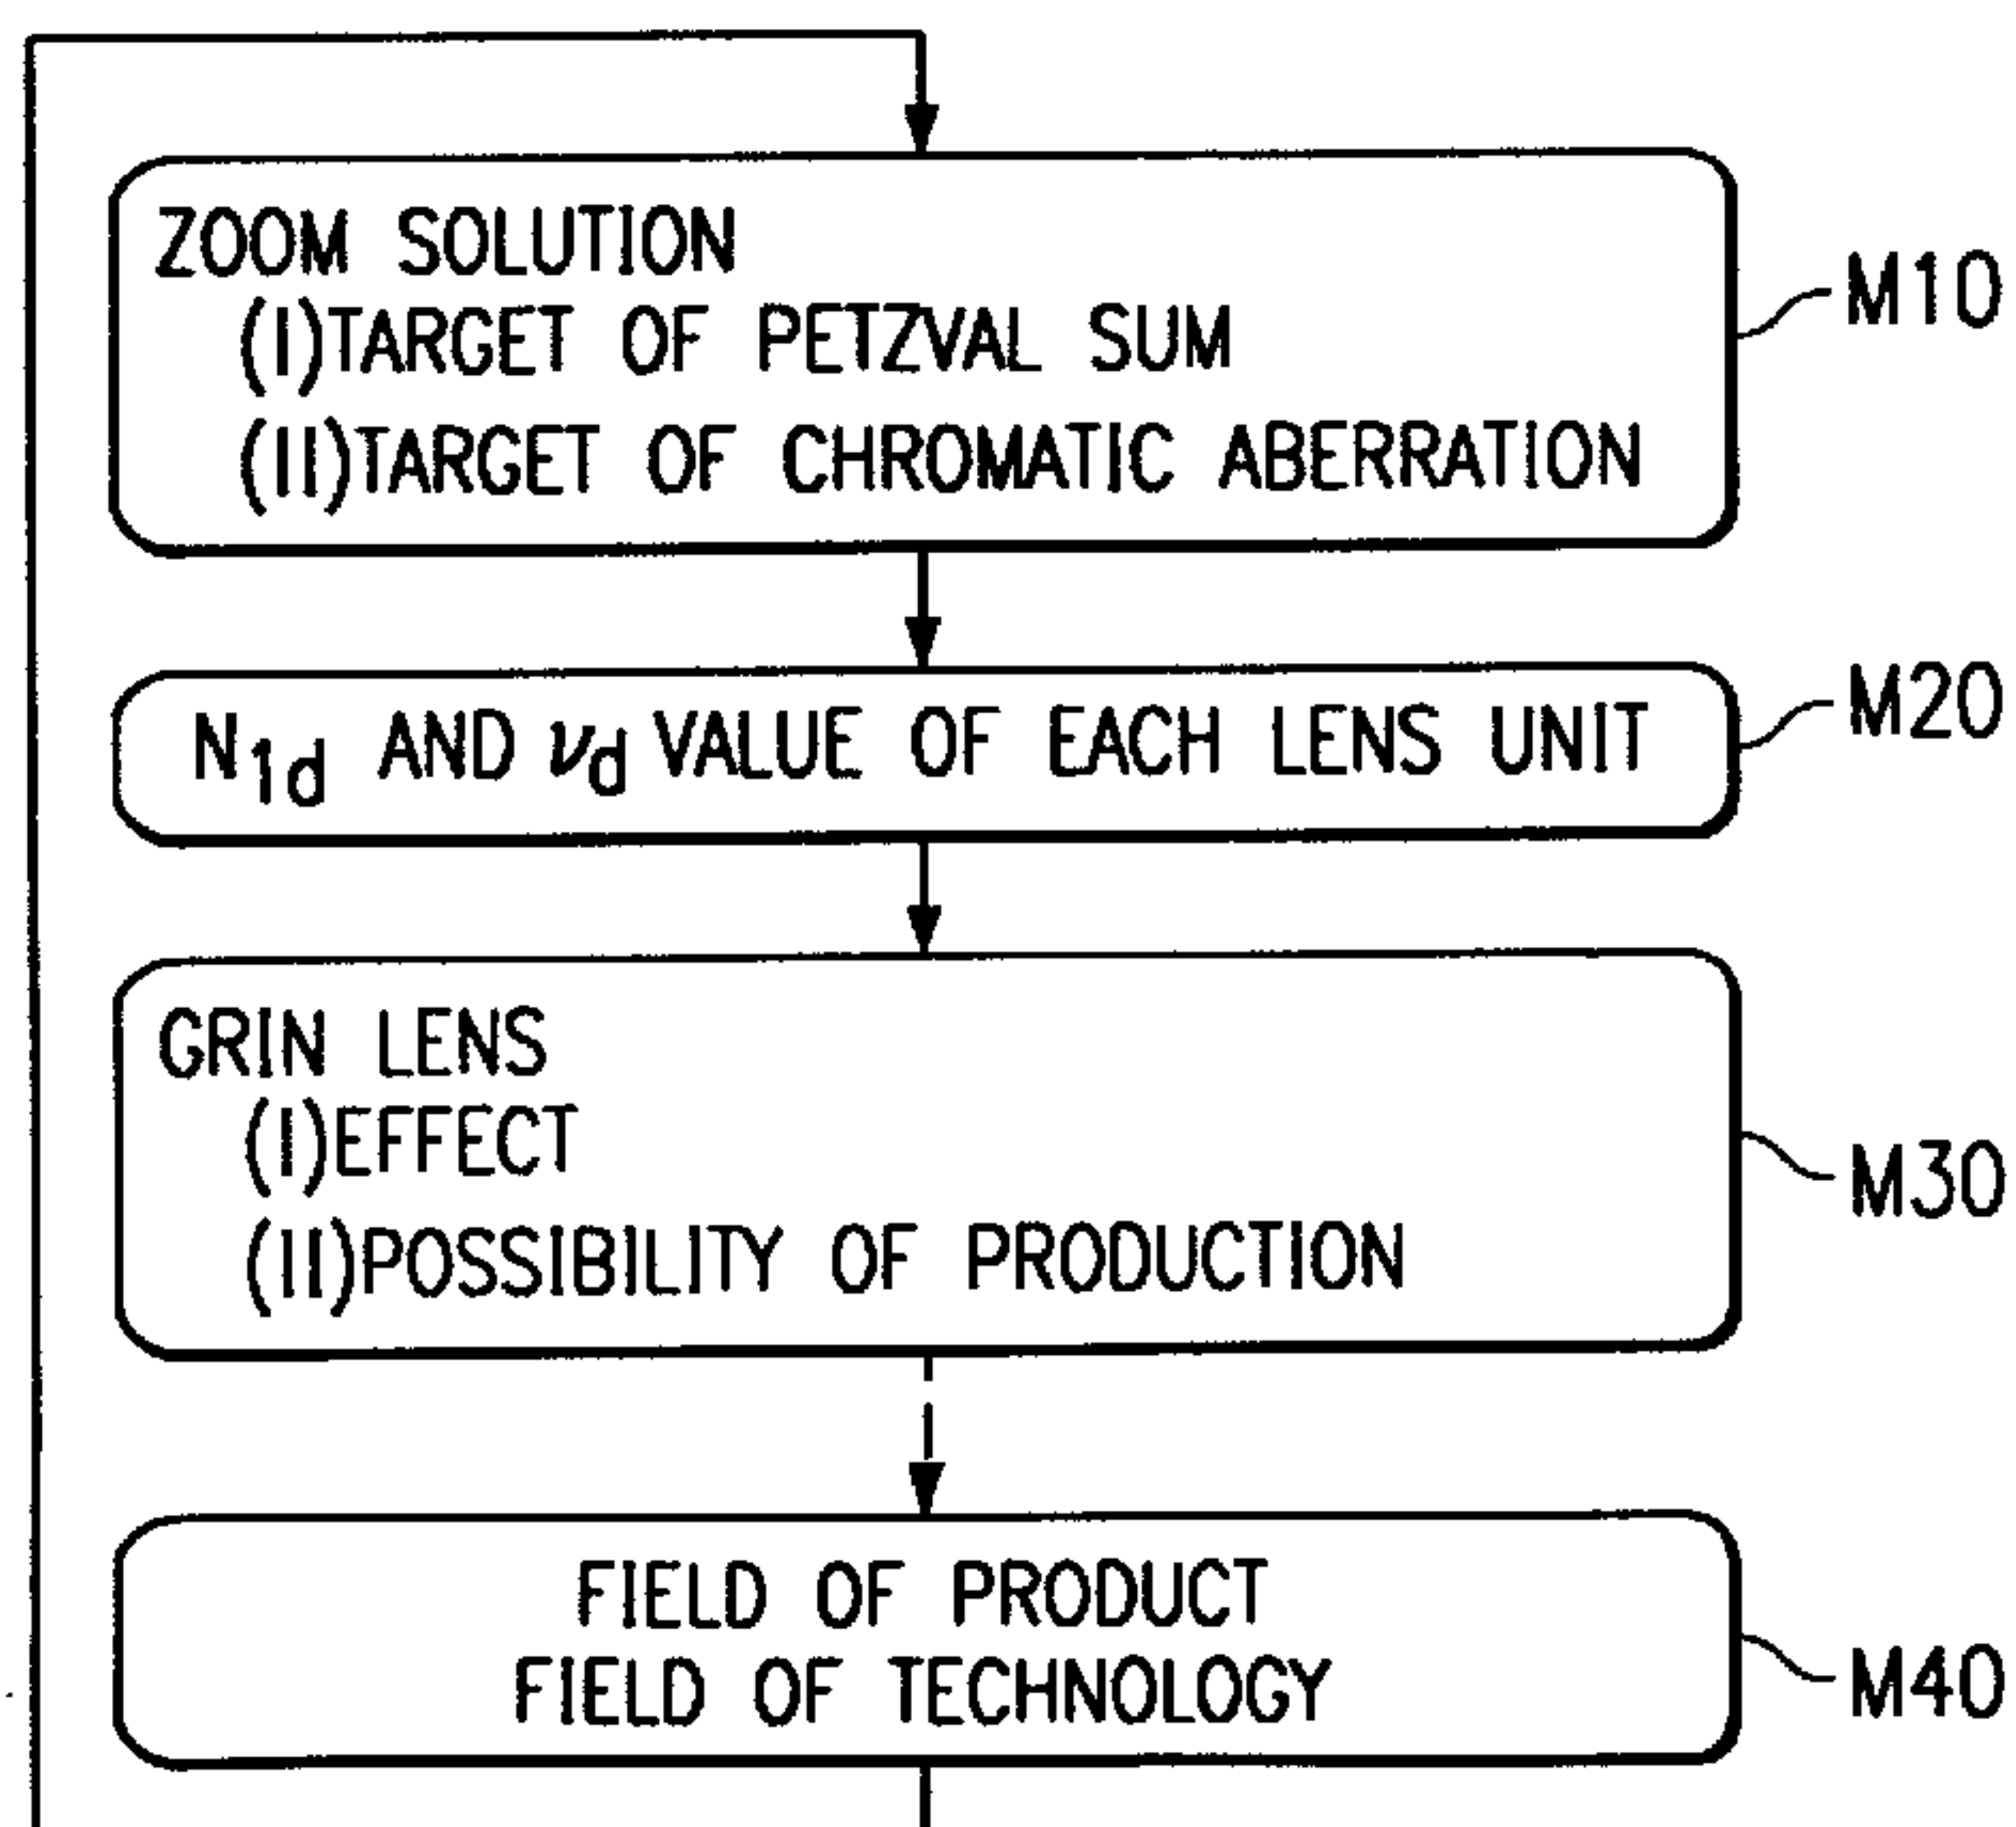 ZOOM SOLUTION
(I)TARGET OF PETZVAL SUM
(II)TARGET OF CHROMATIC ABERRATION
M10
N1d AND νd VALUE OF EACH LENS UNIT
M20
GRIN LENS
(I)EFFECT
(II)POSSIBILITY OF PRODUCTION
M30
FIELD OF PRODUCT
FIELD OF TECHNOLOGY
M40